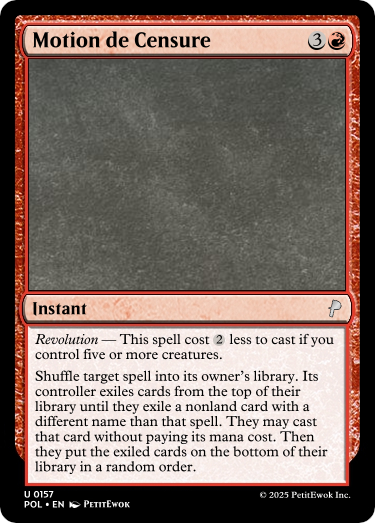 Motion de Censure 3
Instant
Revolution — This spell cost 2 less to cast if you
control five or more creatures.
Shuffle target spell into its owner's library. Its
controller exiles cards from the top of their
library until they exile a nonland card with a
different name than that spell. They may cast
that card without paying its mana cost. Then
they put the exiled cards on the bottom of their
library in a random order.
U 0157
POL • EN PetitEwok © 2025 PetitEwok Inc.